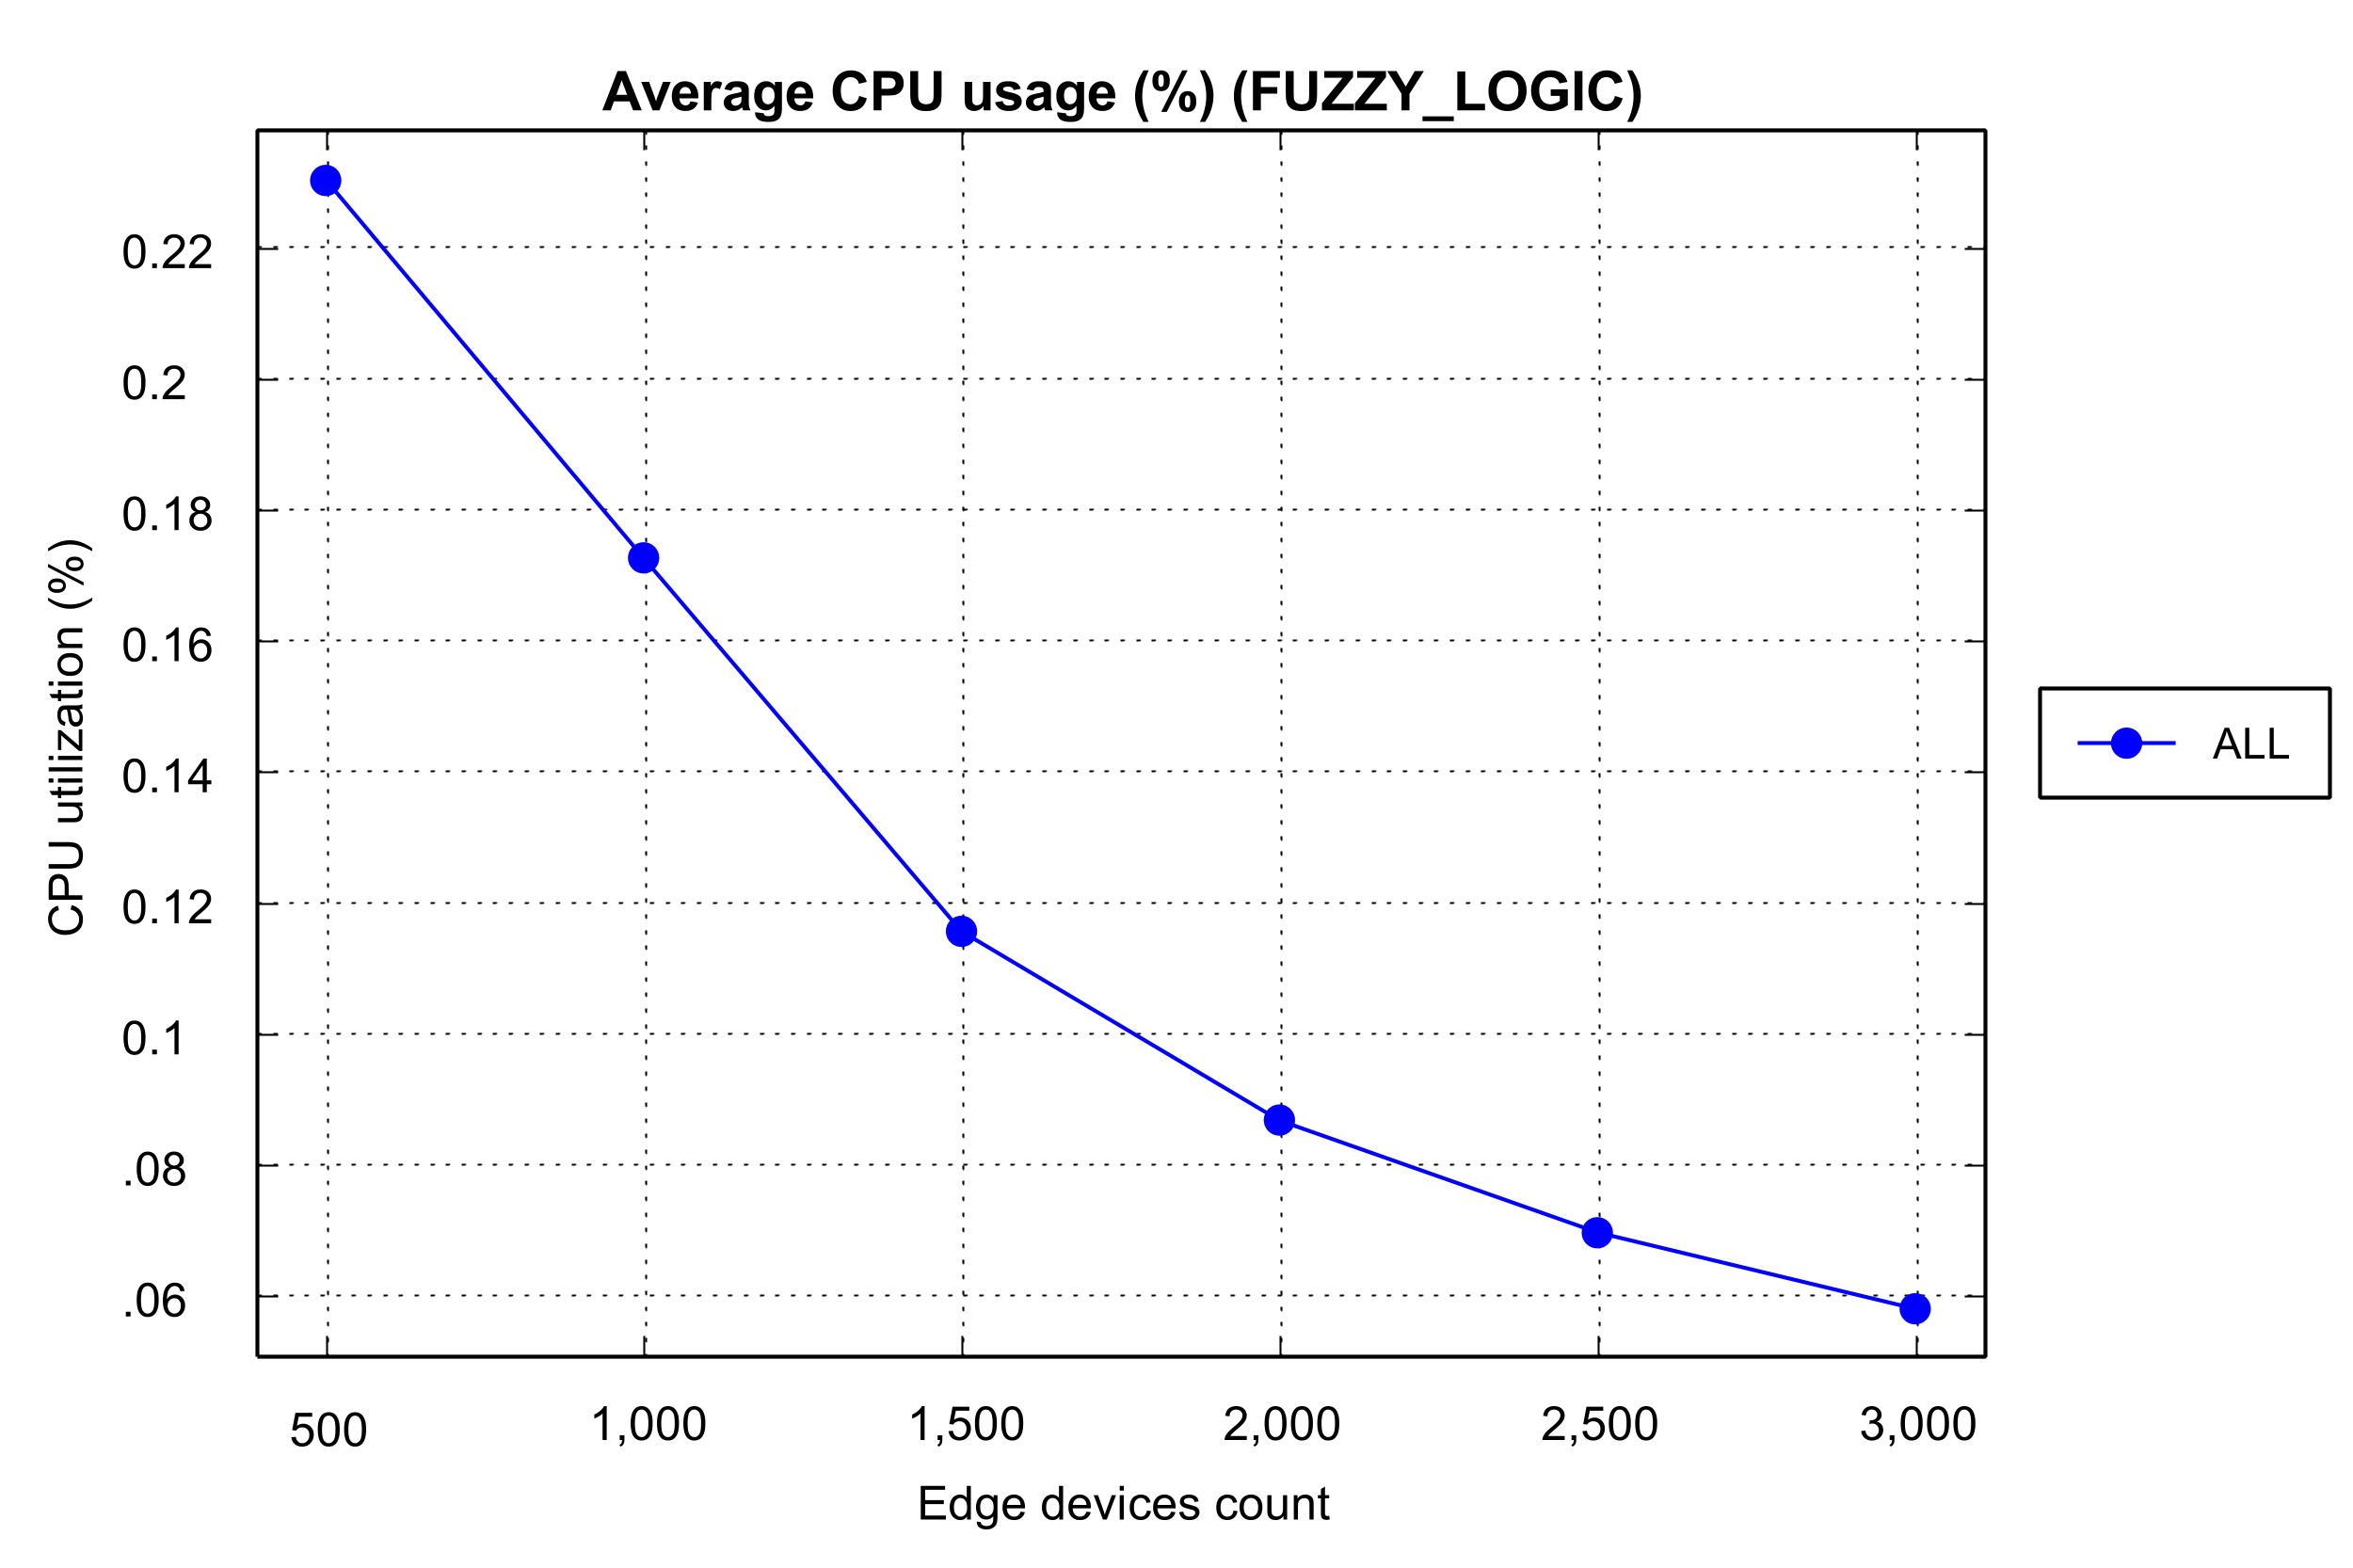 Average CPU usage (%) (FUZZY_LOGIC)
0.22
0.2
0.18
0.16
0.14
0.12
0.1
.08
.06
CPU utilization (%)
500 1,000 1,500 2,000 2,500 3,000
Edge devices count
ALL